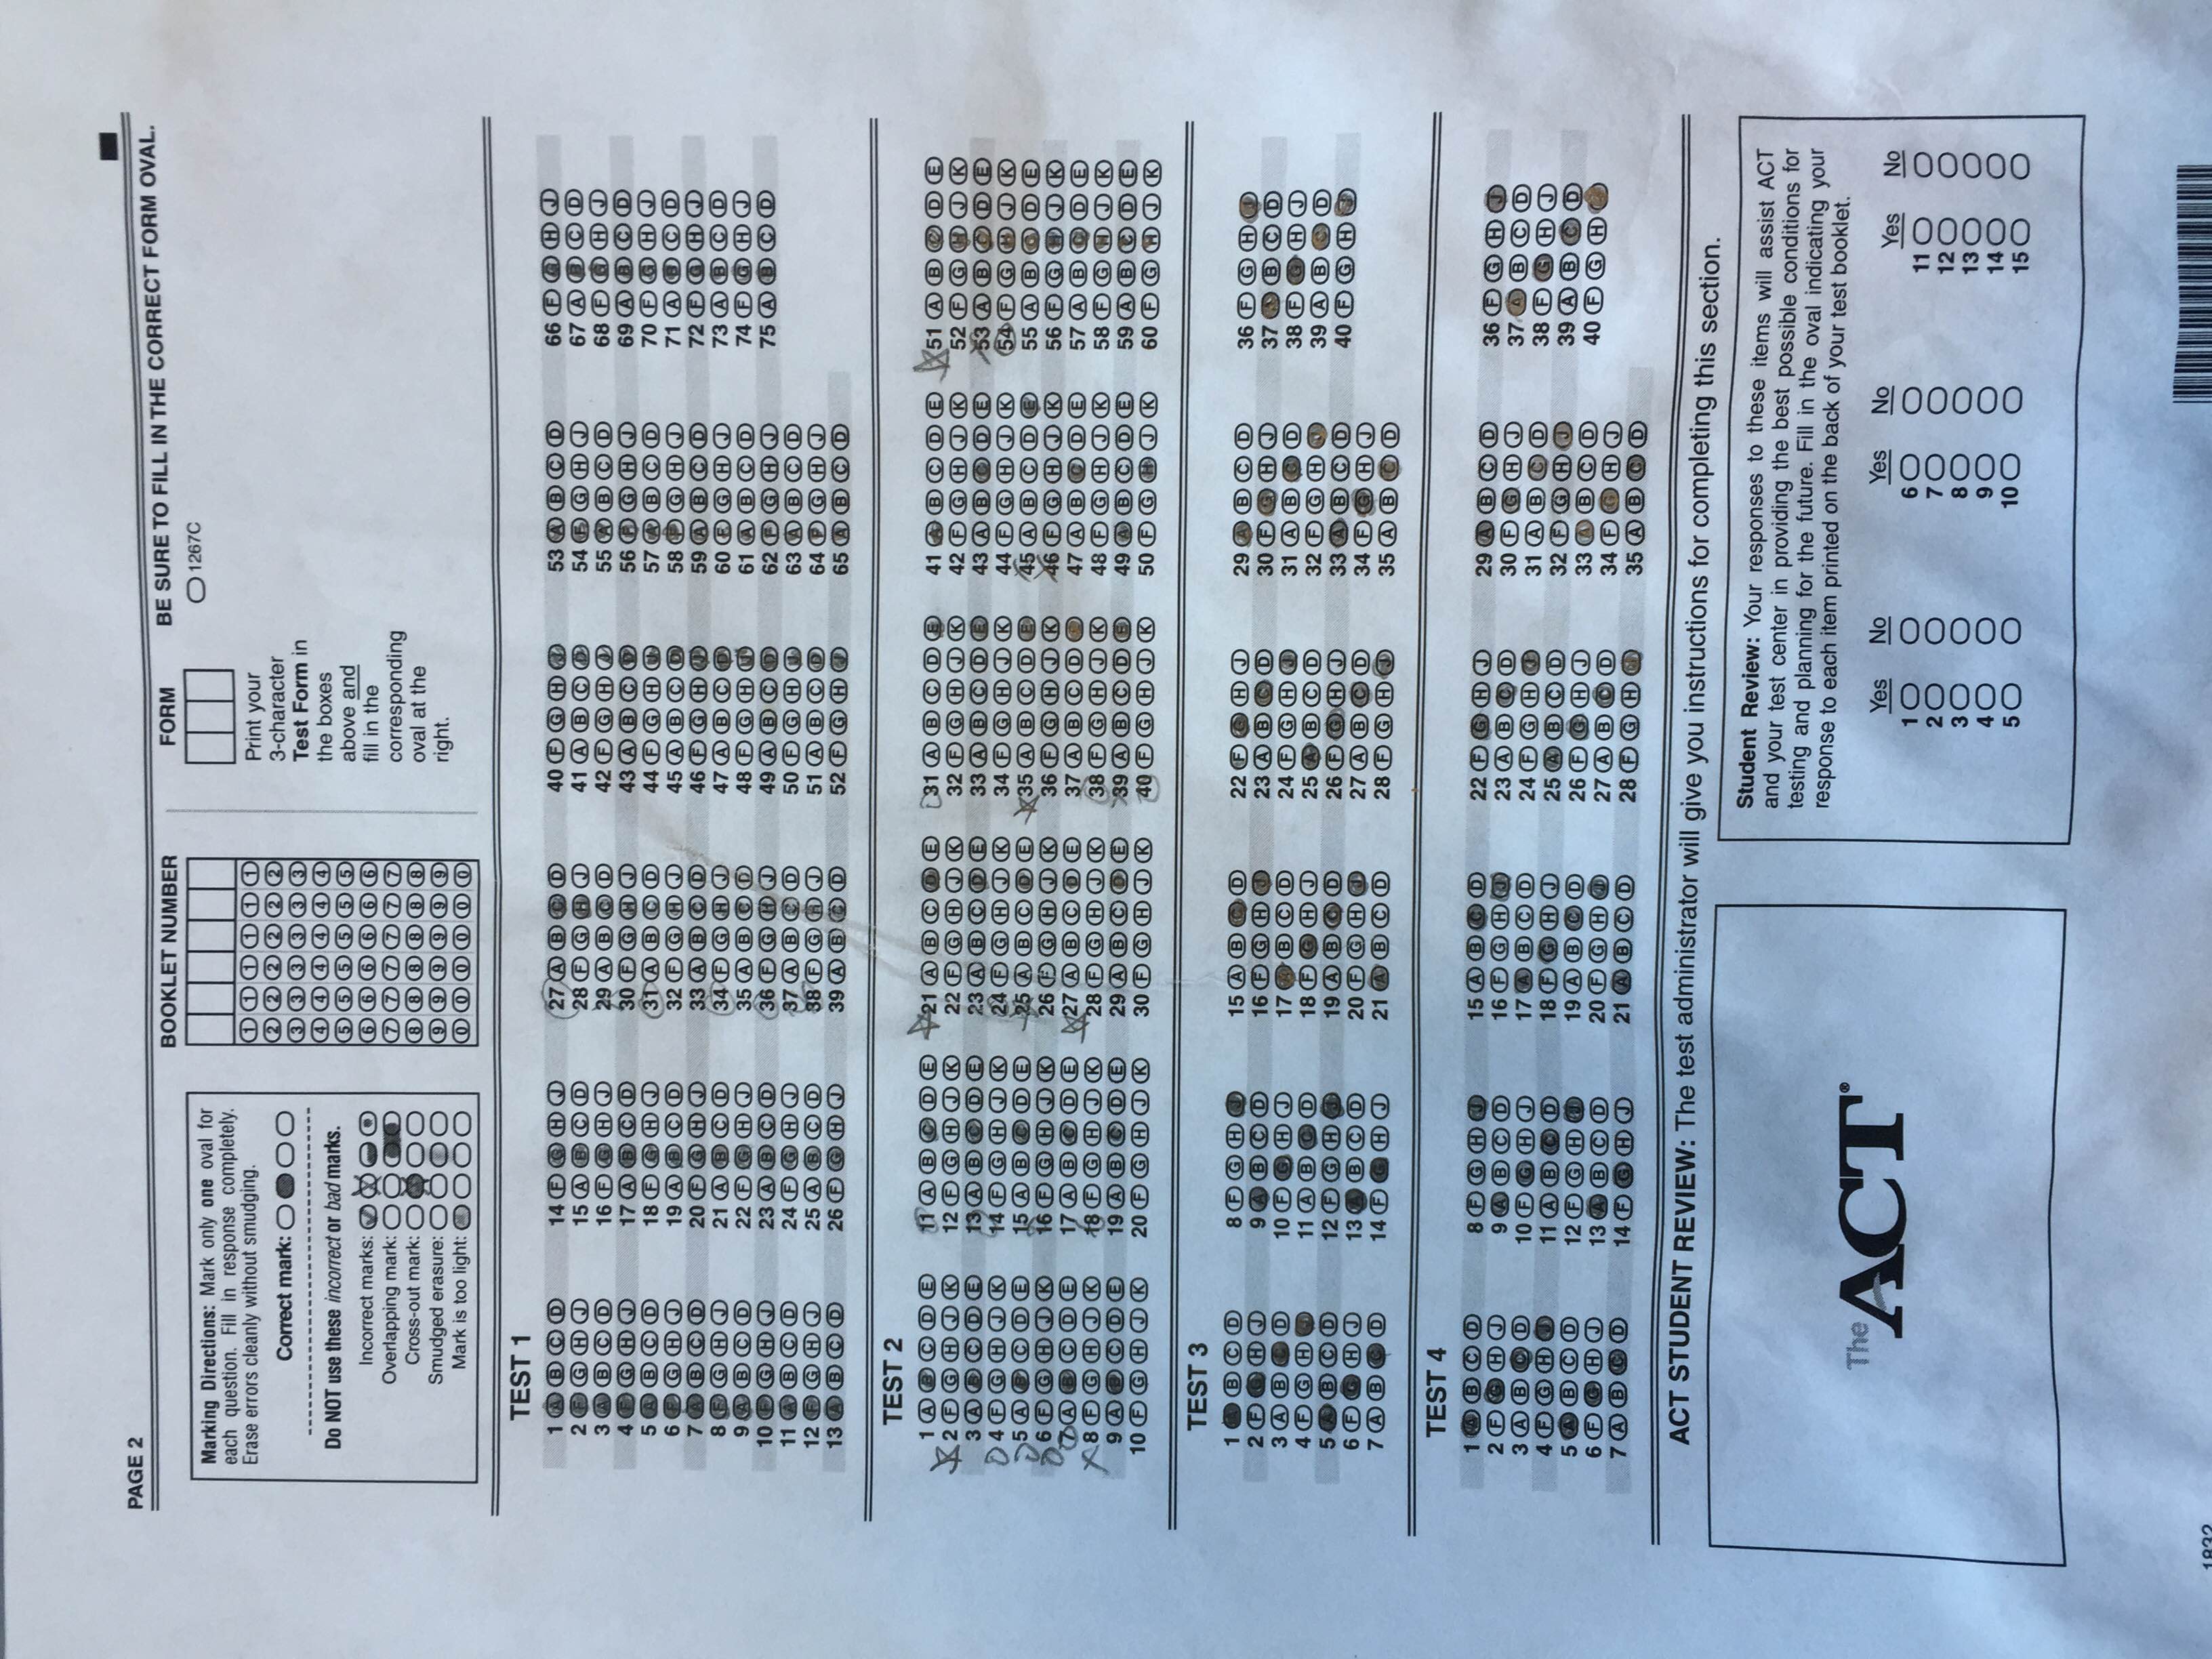 PAGE 2
BOOKLET NUMBER
FORM
BE SURE TO FILL IN THE CORRECT FORM OVAL.
1267C
Marking Directions: Mark only one oval for
each question. Fill in response completely.
Erase errors cleanly without smudging.
Correct mark:
Do NOT use these incorrect or bad marks.
Incorrect marks:
Overlapping mark:
Cross-out mark:
Smudged erasure:
Mark is too light:
1 1 1 1 1 1
2 2 2 2 2 2
3 3 3 3 3 3
4 4 4 4 4 4
5 5 5 5 5 5
6 6 6 6 6 6
7 7 7 7 7 7
8 8 8 8 8 8
9 9 9 9 9 9
0 0 0 0 0 0
Print your
3-character
Test Form in
the boxes
above and
fill in the
corresponding
oval at the
right.
TEST 1
1 A B C D 14 F G H J 27 A B C D 40 F G H J 53 A B C D 66 F G H J
2 F G H J 15 A B C D 28 F G H J 41 A B C D 54 F G H J 67 A B C D
3 A B C D 16 F G H J 29 A B C D 42 F G H J 55 A B C D 68 F G H J
4 F G H J 17 A B C D 30 F G H J 43 A B C D 56 F G H J 69 A B C D
5 A B C D 18 F G H J 31 A B C D 44 F G H J 57 A B C D 70 F G H J
6 F G H J 19 A B C D 32 F G H J 45 A B C D 58 F G H J 71 A B C D
7 A B C D 20 F G H J 33 A B C D 46 F G H J 59 A B C D 72 F G H J
8 F G H J 21 A B C D 34 F G H J 47 A B C D 60 F G H J 73 A B C D
9 A B C D 22 F G H J 35 A B C D 48 F G H J 61 A B C D 74 F G H J
10 F G H J 23 A B C D 36 F G H J 49 A B C D 62 F G H J 75 A B C D
11 A B C D 24 F G H J 37 A B C D 50 F G H J 63 A B C D
12 F G H J 25 A B C D 38 F G H J 51 A B C D 64 F G H J
13 A B C D 26 F G H J 39 A B C D 52 F G H J 65 A B C D
TEST 2
1 A B C D E 11 A B C D E 21 A B C D E 31 A B C D E 41 A B C D E 51 A B C D E
2 F G H J K 12 F G H J K 22 F G H J K 32 F G H J K 42 F G H J K 52 F G H J K
3 A B C D E 13 A B C D E 23 A B C D E 33 A B C D E 43 A B C D E 53 A B C D E
4 F G H J K 14 F G H J K 24 F G H J K 34 F G H J K 44 F G H J K 54 F G H J K
5 A B C D E 15 A B C D E 25 A B C D E 35 A B C D E 45 A B C D E 55 A B C D E
6 F G H J K 16 F G H J K 26 F G H J K 36 F G H J K 46 F G H J K 56 F G H J K
7 A B C D E 17 A B C D E 27 A B C D E 37 A B C D 47 A B C D E 57 A B C D E
8 F G H J K 18 F G H J K 28 F G H J K 38 F G H J K 48 F G H J K 58 F G H J K
9 A B C D E 19 A B C D E 29 A B C D E 39 A B C D E 49 A B C D E 59 A B C D E
10 F G H J K 20 F G H J K 30 F G H J K 40 F G H J K 50 F G H J K 60 F G H J K
TEST 3
1 A B C D 8 F G H J 15 A B C D 22 F G H J 29 A B C D 36 F G H J
2 F G H J 9 A B C D 16 F G H J 23 A B C D 30 F G H J 37 A B C D
3 A B C D 10 F G H J 17 A B C D 24 F G H J 31 A B C D 38 F G H J
4 F G H J 11 A B C D 18 F G H J 25 A B C D 32 F G H J 39 A B C D
5 A B C D 12 F G H J 19 A B C D 26 F G H J 33 A B C D 40 F G H J
6 F G H J 13 A B C D 20 F G H J 27 A B C D 34 F G H J
7 A B C D 14 F G H J 21 A B C D 28 F G H J 35 A B C D
TEST 4
1 A B C D 8 F G H J 15 A B C D 22 F G H J 29 A B C D 36 F G H J
2 F G H J 9 A B C D 16 F G H J 23 A B C D 30 F G H J 37 A B C D
3 A B C D 10 F G H J 17 A B C D 24 F G H J 31 A B C D 38 F G H J
4 F G H J 11 A B C D 18 F G H J 25 A B C D 32 F G H J 39 A B C D
5 A B C D 12 F G H J 19 A B C D 26 F G H J 33 A B C D 40 F G H J
6 F G H J 13 A B C D 20 F G H J 27 A B C D 34 F G H J
7 A B C D 14 F G H J 21 A B C D 28 F G H J 35 A B C D
ACT STUDENT REVIEW: The test administrator will give you instructions for completing this section.
The ACT®
Student Review: Your responses to these items will assist ACT
and your test center in providing the best possible conditions for
testing and planning for the future. Fill in the oval indicating your
response to each item printed on the back of your test booklet.
Yes No Yes No Yes No
1 6 11
2 7 12
3 8 13
4 9 14
5 10 15
1832